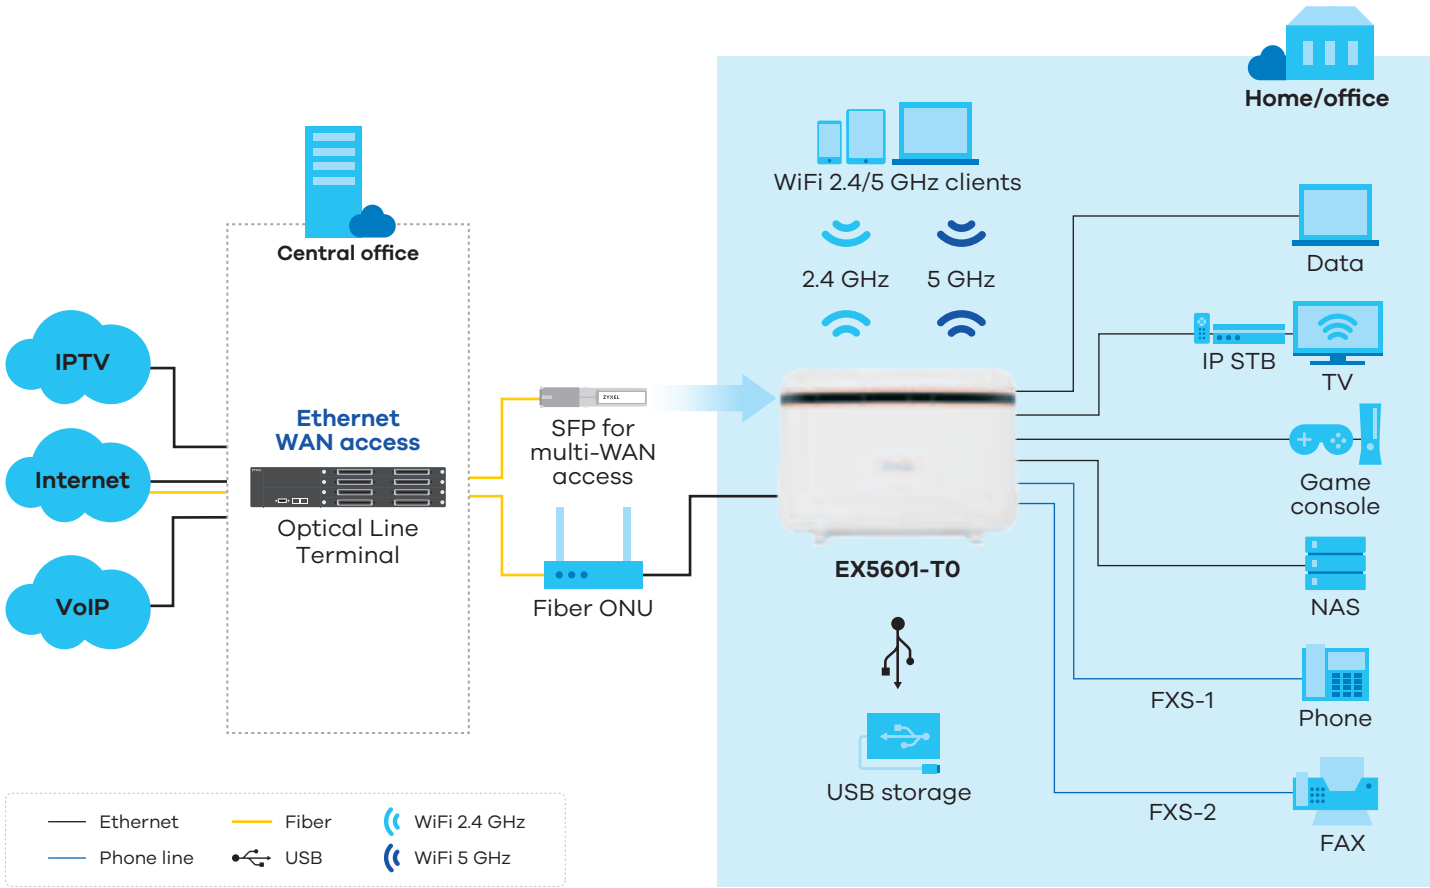 Home/office
WiFi 2.4/5 GHz clients
2.4 GHz
5 GHz
Central office
IPTV
Internet
VoIP
Ethernet
WAN access
Optical Line
Terminal
ZYXEL
SFP for
multi-WAN
access
Fiber ONU
EX5601-T0
USB storage
Data
IP STB
TV
Game
console
NAS
FXS-1
Phone
FXS-2
FAX
Ethernet
Fiber
WiFi 2.4 GHz
Phone line
USB
WiFi 5 GHz